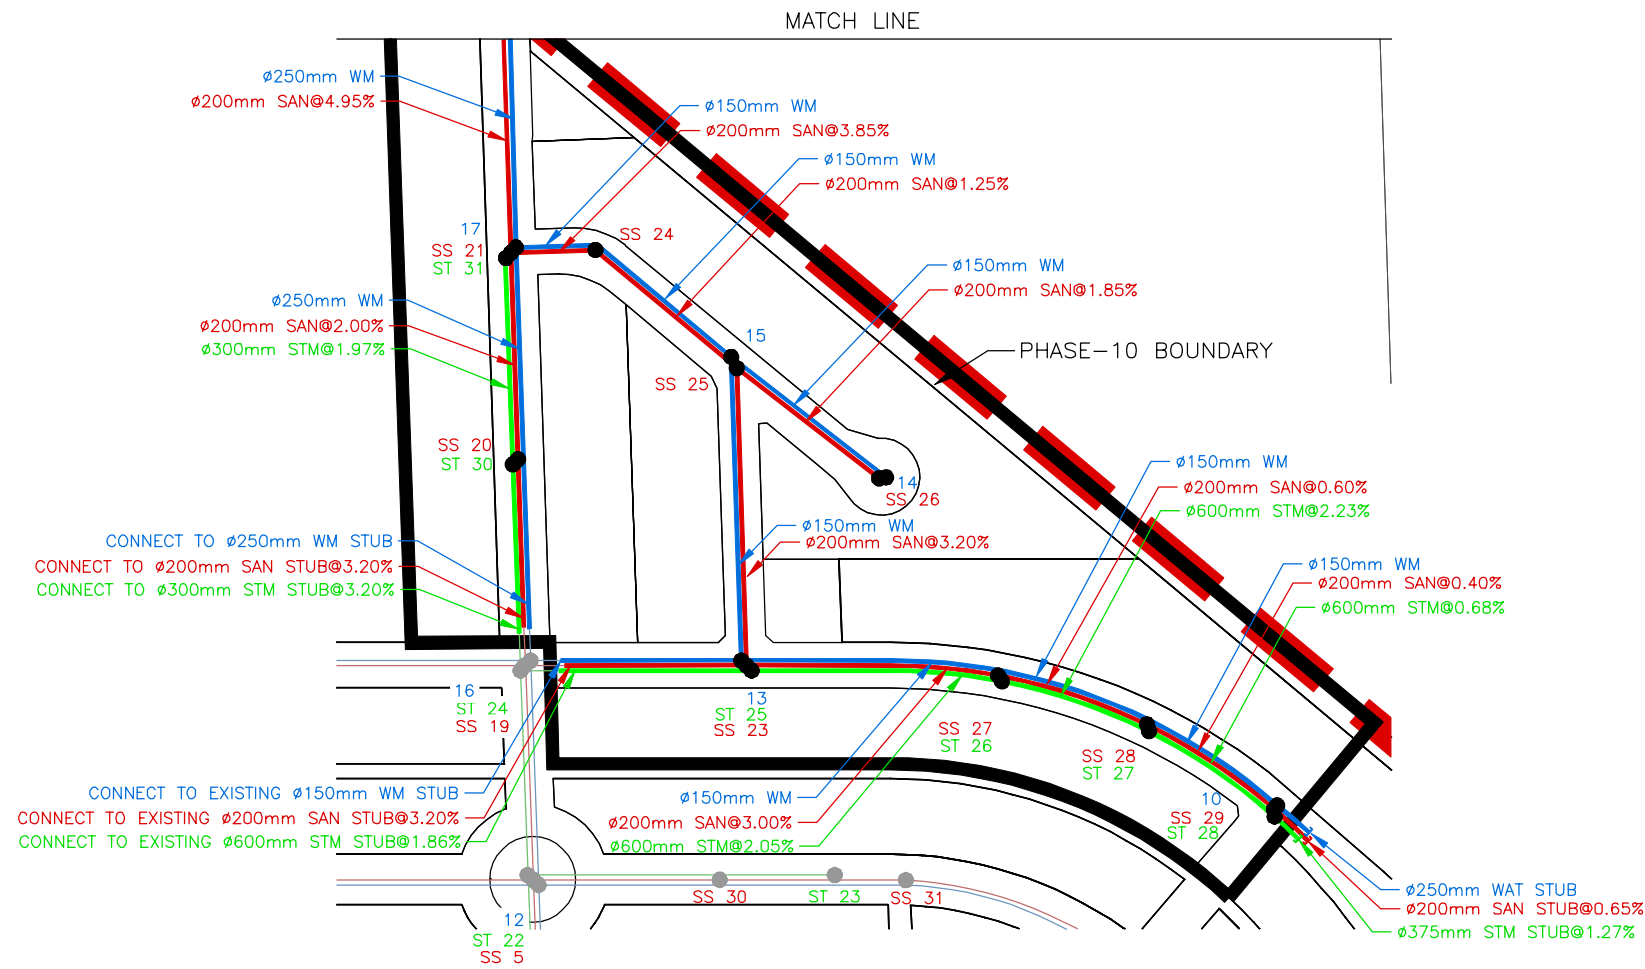 MATCH LINE
ø250mm WM
ø200mm SAN@4.95%
ø150mm WM
ø200mm SAN@3.85%
ø150mm WM
ø200mm SAN@1.25%
17
SS 21
ST 31
SS 24
ø150mm WM
ø200mm SAN@1.85%
ø250mm WM
ø200mm SAN@2.00%
ø300mm STM@1.97%
15
SS 25
PHASE-10 BOUNDARY
SS 20
ST 30
14
SS 26
ø150mm WM
ø200mm SAN@0.60%
ø600mm STM@2.23%
ø150mm WM
ø200mm SAN@3.20%
CONNECT TO ø250mm WM STUB
CONNECT TO ø200mm SAN STUB@3.20%
CONNECT TO ø300mm STM STUB@3.20%
ø150mm WM
ø200mm SAN@0.40%
ø600mm STM@0.68%
16
ST 24
SS 19
13
ST 25
SS 23
SS 27
ST 26
SS 28
ST 27
10
SS 29
ST 28
CONNECT TO EXISTING ø150mm WM STUB
CONNECT TO EXISTING ø200mm SAN STUB@3.20%
CONNECT TO EXISTING ø600mm STM STUB@1.86%
ø150mm WM
ø200mm SAN@3.00%
ø600mm STM@2.05%
SS 30
ST 23
SS 31
ø250mm WAT STUB
ø200mm SAN STUB@0.65%
ø375mm STM STUB@1.27%
12
ST 22
SS 5